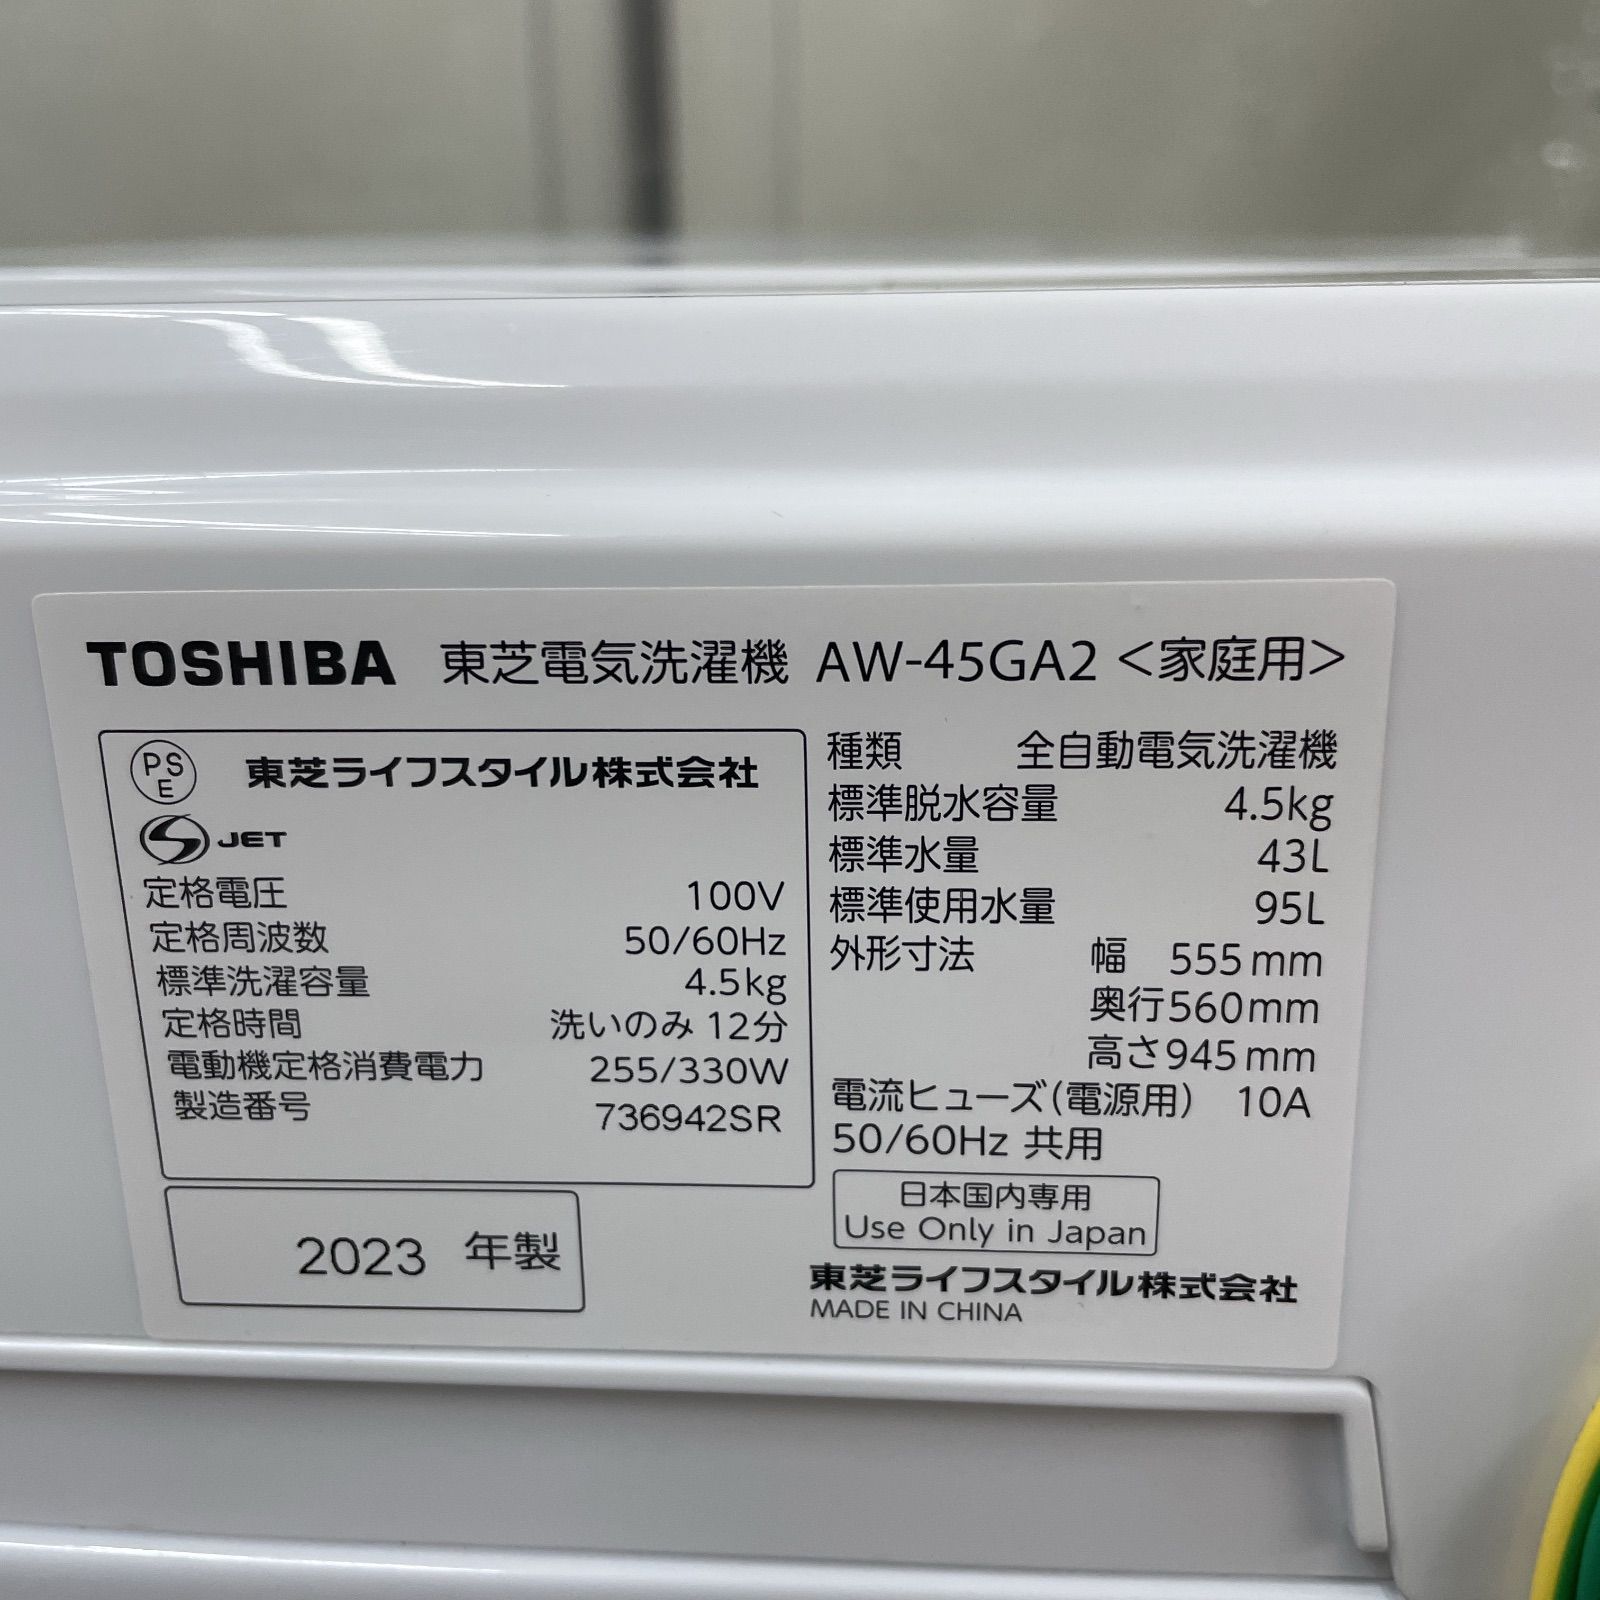 TOSHIBA 東芝電気洗濯機 AW-45GA2 <家庭用>
PSE 東芝ライフスタイル株式会社
S JET
定格電圧 100V
定格周波数 50/60Hz
標準洗濯容量 4.5kg
定格時間 洗いのみ 12分
電動機定格消費電力 255/330W
製造番号 736942SR
2023 年製
種類 全自動電気洗濯機
標準脱水容量 4.5kg
標準水量 43L
標準使用水量 95L
外形寸法 幅 555mm
奥行560mm
高さ945mm
電流ヒューズ(電源用) 10A
50/60Hz 共用
日本国内専用
Use Only in Japan
東芝ライフスタイル株式会社
MADE IN CHINA